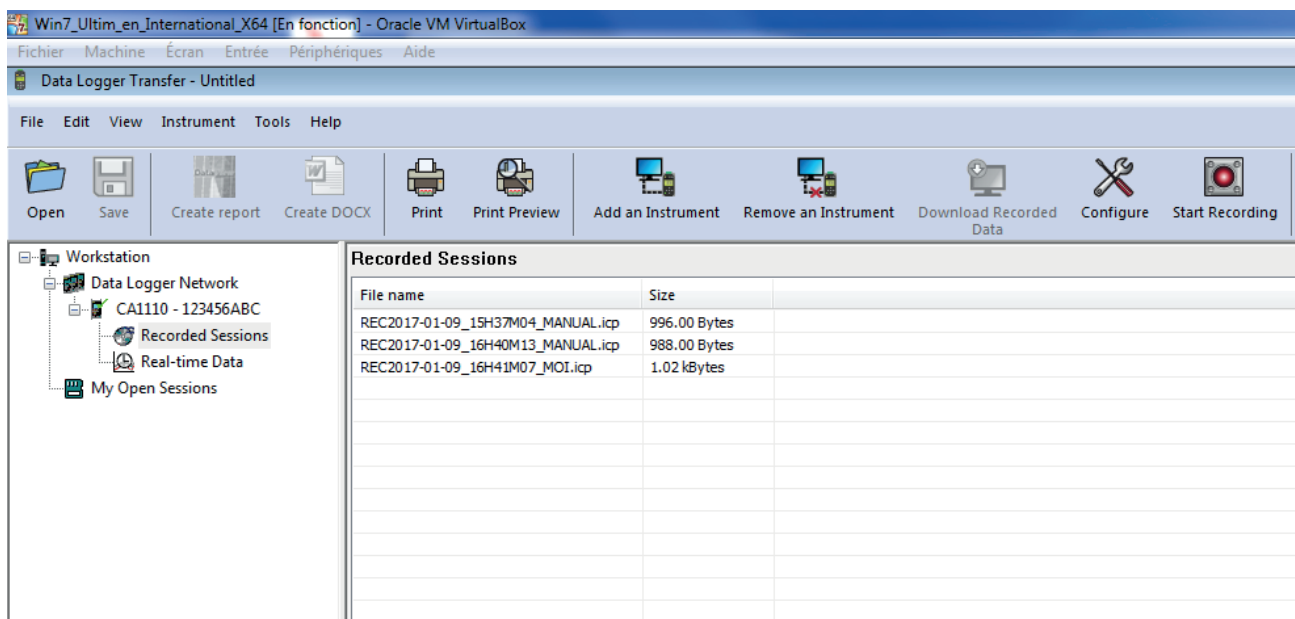 Win7_Ultim_en_International_X64 [En fonction] - Oracle VM VirtualBox
Fichier Machine Écran Entrée Périphériques Aide
Data Logger Transfer - Untitled
File Edit View Instrument Tools Help
Open Save Create report Create DOCX Print Print Preview Add an Instrument Remove an Instrument Download Recorded Data Configure Start Recording
Workstation
Data Logger Network
CA1110 - 123456ABC
Recorded Sessions
Real-time Data
My Open Sessions
Recorded Sessions
File name Size
REC2017-01-09_15H37M04_MANUAL.icp 996.00 Bytes
REC2017-01-09_16H40M13_MANUAL.icp 988.00 Bytes
REC2017-01-09_16H41M07_MOI.icp 1.02 kBytes